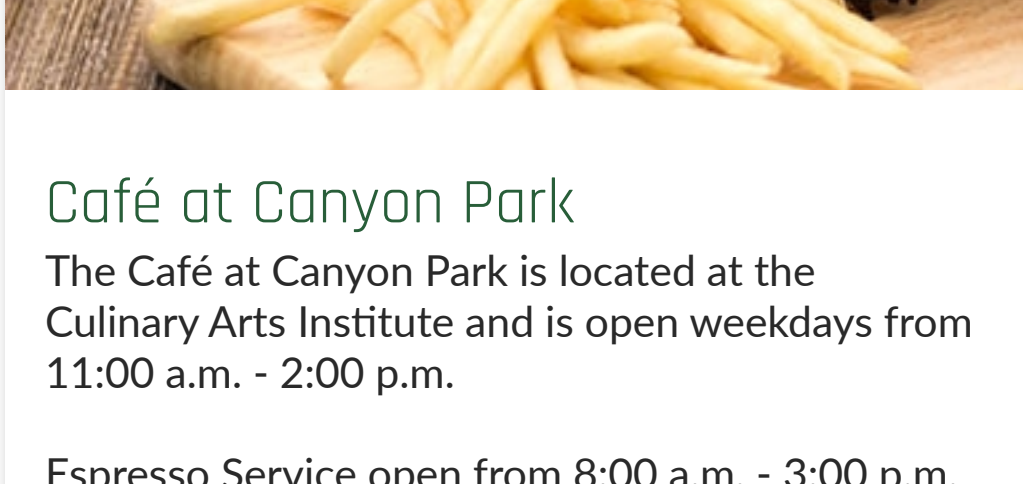 Café at Canyon Park
The Café at Canyon Park is located at the
Culinary Arts Institute and is open weekdays from
11:00 a.m. - 2:00 p.m.
Espresso Service open from 8:00 a.m. - 3:00 p.m.